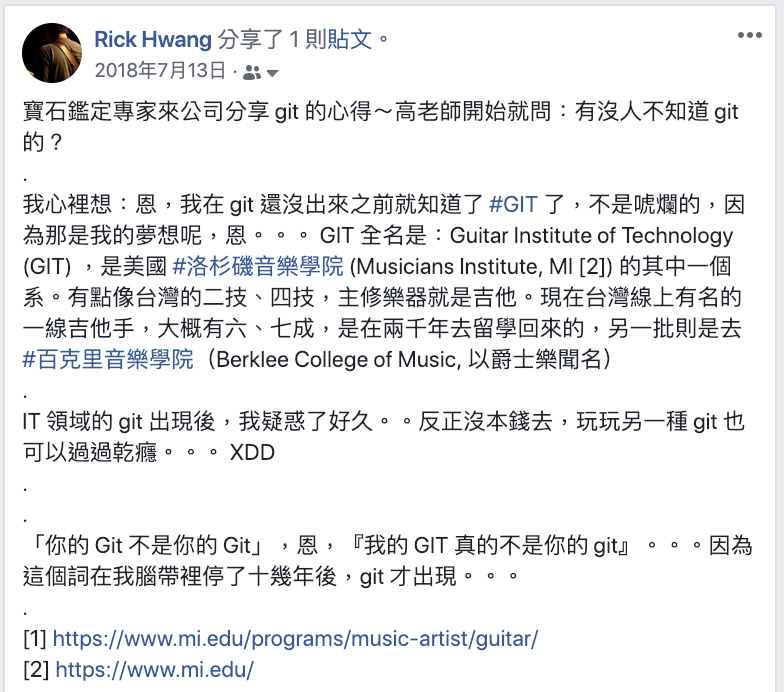 Rick Hwang 分享了 1 則貼文。
2018年7月13日 ·
寶石鑑定專家來公司分享 git 的心得～高老師開始就問：有沒人不知道 git
的？
.
我心裡想：恩，我在 git 還沒出來之前就知道了 #GIT 了，不是唬爛的，因
為那是我的夢想呢，恩。。。 GIT 全名是：Guitar Institute of Technology
(GIT) ，是美國 #洛杉磯音樂學院 (Musicians Institute, MI [2]) 的其中一個
系。有點像台灣的二技、四技，主修樂器就是吉他。現在台灣線上有名的
一線吉他手，大概有六、七成，是在兩千年去留學回來的，另一批則是去
#百克里音樂學院（Berklee College of Music, 以爵士樂聞名）
.
IT 領域的 git 出現後，我疑惑了好久。。反正沒本錢去，玩玩另一種 git 也
可以過過乾癮。。。 XDD
.
.
「你的 Git 不是你的 Git」，恩，『我的 GIT 真的不是你的 git』。。。因為
這個詞在我腦帶裡停了十幾年後，git 才出現。。。
.
[1] https://www.mi.edu/programs/music-artist/guitar/
[2] https://www.mi.edu/